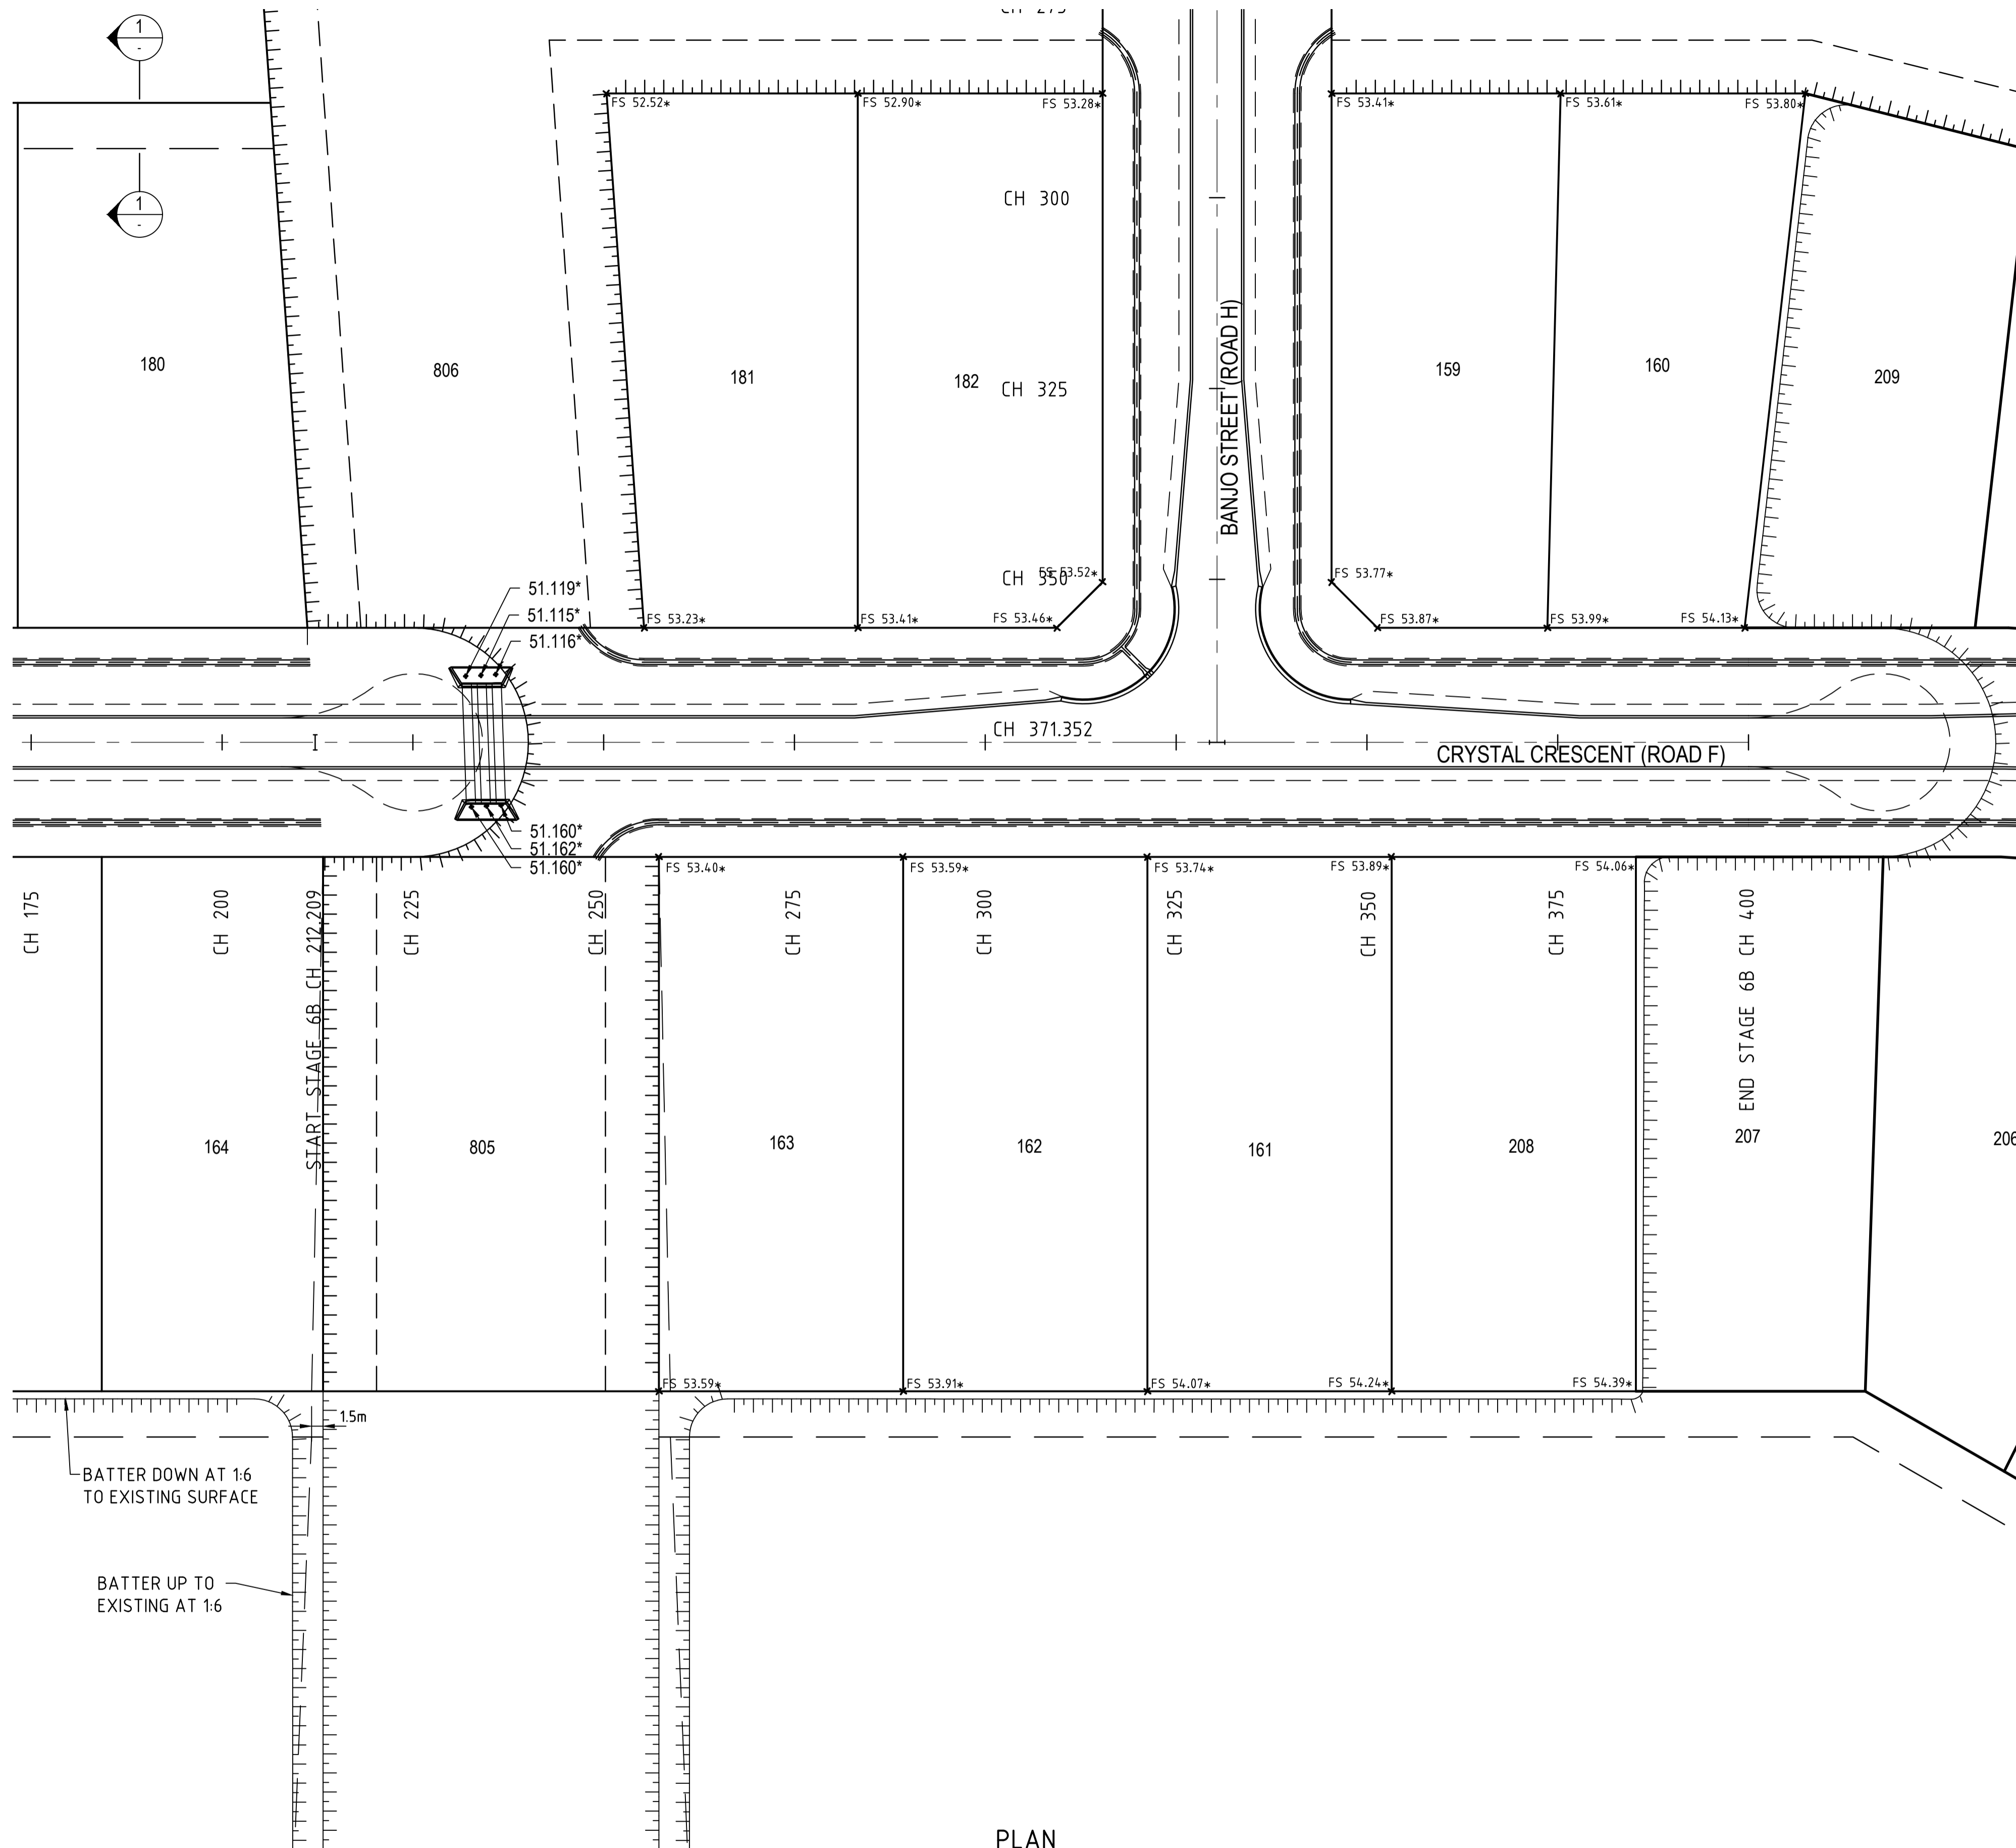 1
-
1
-
FS 52.52*
FS 52.90*
FS 53.28*
FS 53.41*
FS 53.61*
FS 53.80*
CH 300
CH 325
CH 350
180
806
181
182
159
160
209
BANJO STREET (ROAD H)
FS 53.52*
FS 53.77*
51.119*
51.115*
51.116*
FS 53.23*
FS 53.41*
FS 53.46*
FS 53.87*
FS 53.99*
FS 54.13*
CH 371.352
CRYSTAL CRESCENT (ROAD F)
51.160*
51.162*
51.160*
FS 53.40*
FS 53.59*
FS 53.74*
FS 53.89*
FS 54.06*
CH 175
CH 200
START STAGE 6B CH 212.209
CH 225
CH 250
CH 275
CH 300
CH 325
CH 350
CH 375
END STAGE 6B CH 400
164
805
163
162
161
208
207
206
FS 53.59*
FS 53.91*
FS 54.07*
FS 54.24*
FS 54.39*
1.5m
BATTER DOWN AT 1:6
TO EXISTING SURFACE
BATTER UP TO
EXISTING AT 1:6
PLAN